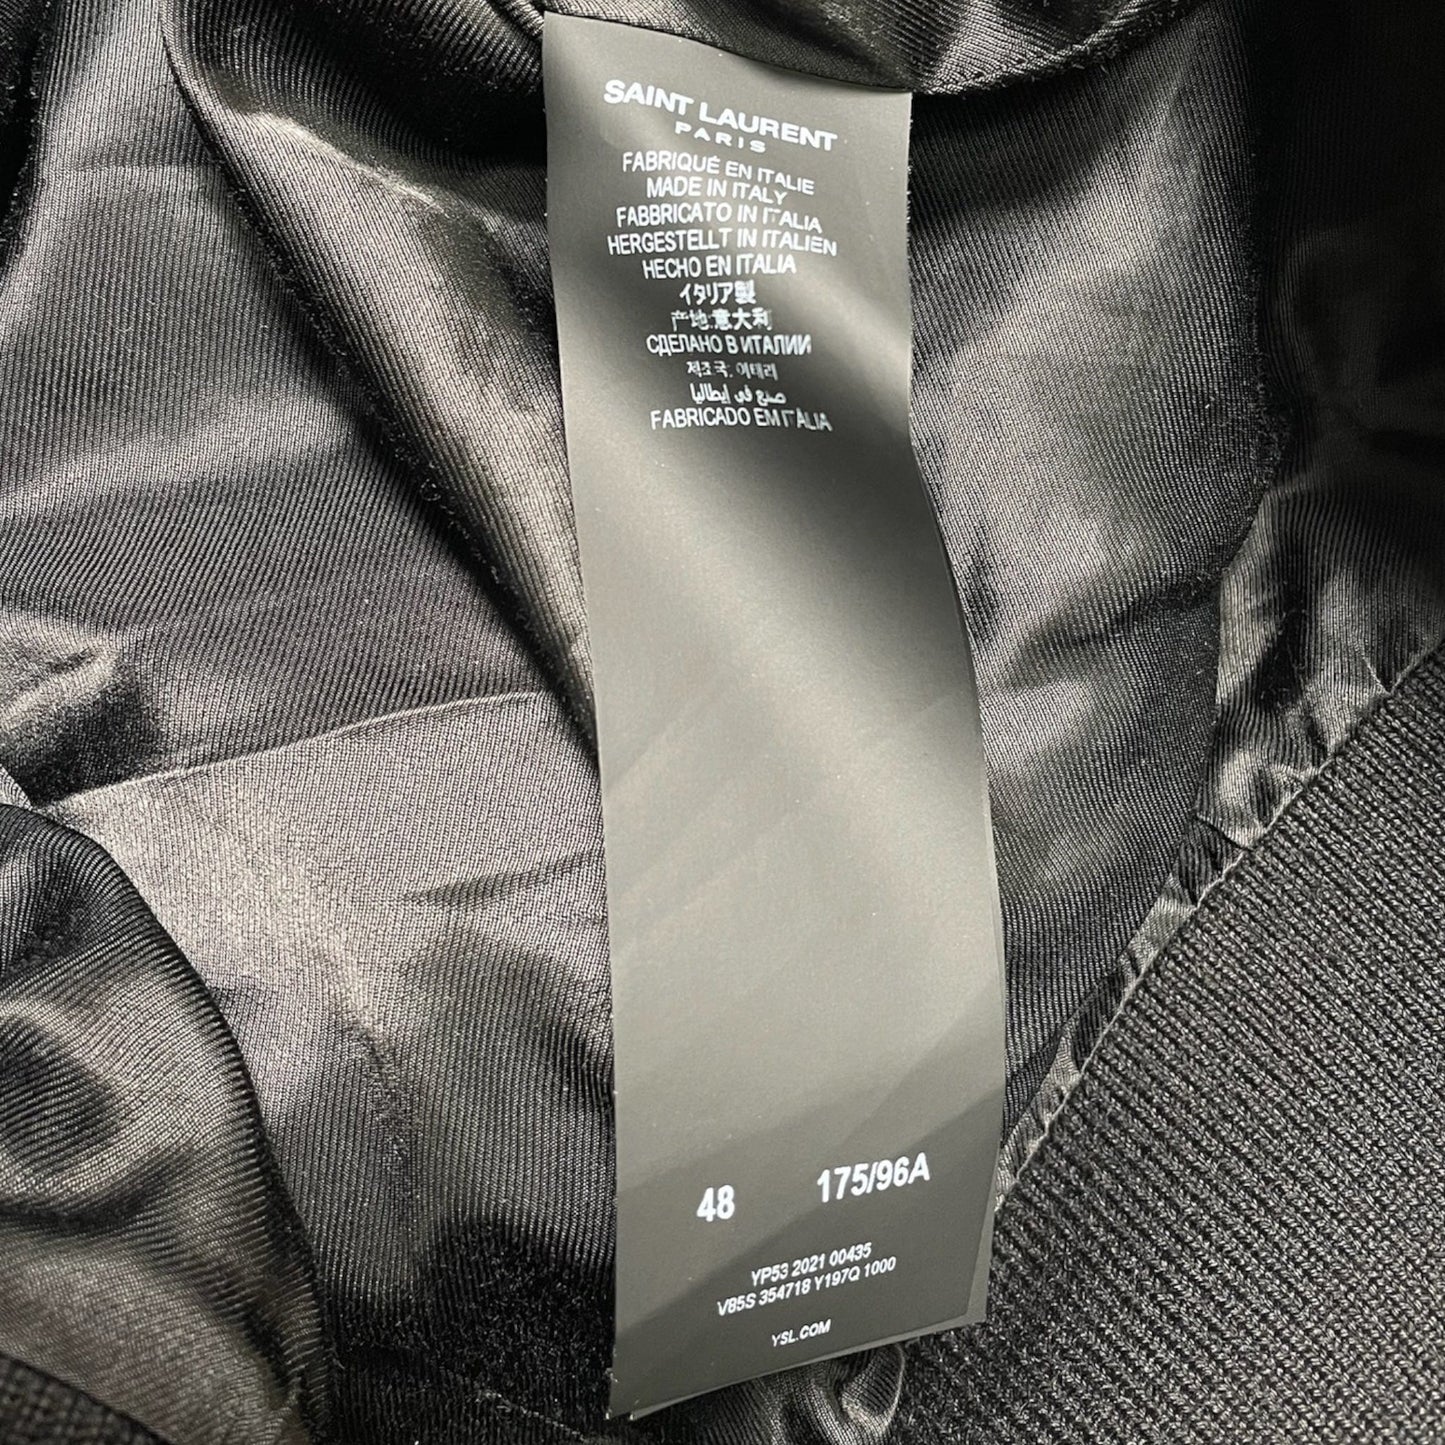 SAINT LAURENT
PARIS
FABRIQUÉ EN ITALIE
MADE IN ITALY
FABBRICATO IN ITALIA
HERGESTELLT IN ITALIEN
HECHO EN ITALIA
イタリア製
产地:意大利
СДЕЛАНО В ИТАЛИИ
제조국: 이태리
صنع في إيطاليا
FABRICADO EM ITÁLIA
48 175/96A
YP53 2021 00435
V85S 354718 Y197Q 1000
YSL.COM